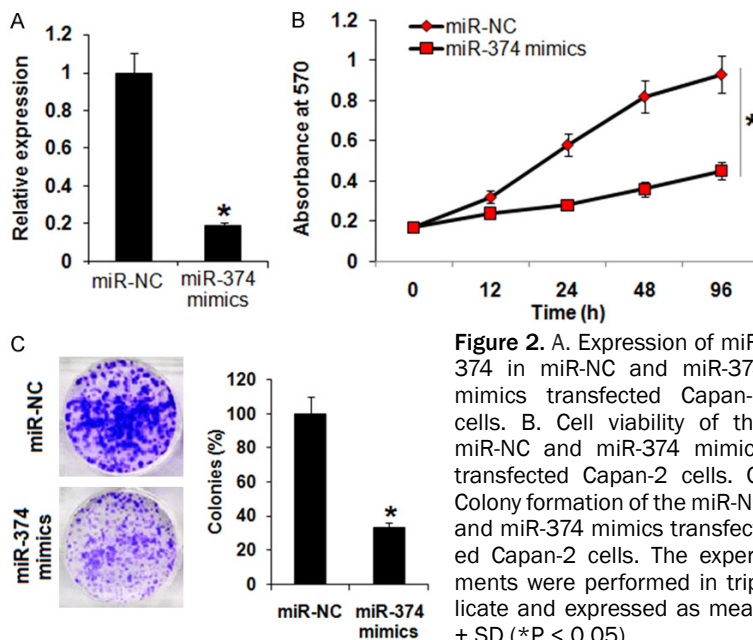 A
1.2
1
0.8
0.6
0.4
0.2
0
Relative expression
*
miR-NC
miR-374
mimics
B
miR-NC
miR-374 mimics
1.2
1
0.8
0.6
0.4
0.2
0
Absorbance at 570
*
0 12 24 48 96
Time (h)
C
miR-NC
miR-374
mimics
120
100
80
60
40
20
0
Colonies (%)
*
miR-NC
miR-374
mimics
Figure 2. A. Expression of miR
374 in miR-NC and miR-37
mimics transfected Capan-
cells. B. Cell viability of th
miR-NC and miR-374 mimic
transfected Capan-2 cells. C
Colony formation of the miR-N
and miR-374 mimics transfec
ed Capan-2 cells. The exper
ments were performed in trip
licate and expressed as mea
± SD (*P < 0.05)